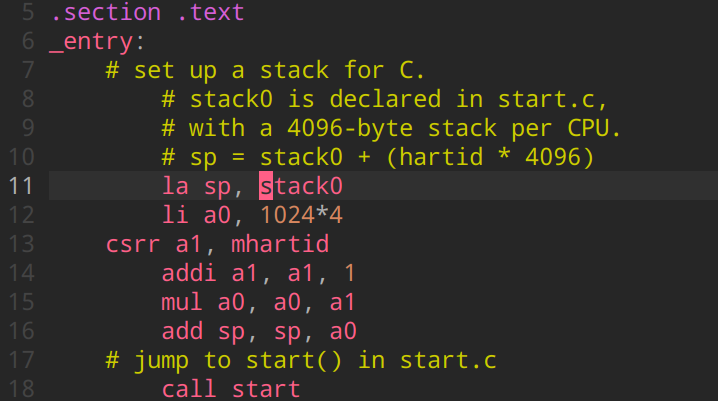 5 .section .text
6 _entry:
7     # set up a stack for C.
8         # stack0 is declared in start.c,
9         # with a 4096-byte stack per CPU.
10         # sp = stack0 + (hartid * 4096)
11         la sp, stack0
12         li a0, 1024*4
13     csrr a1, mhartid
14         addi a1, a1, 1
15         mul a0, a0, a1
16         add sp, sp, a0
17     # jump to start() in start.c
18         call start